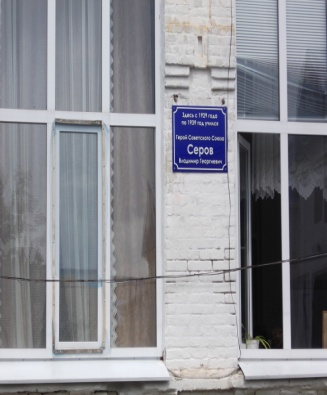 Здесь с 1929 года
по 1939 год учился
Герой Советского Союза
Серов
Владимир Георгиевич